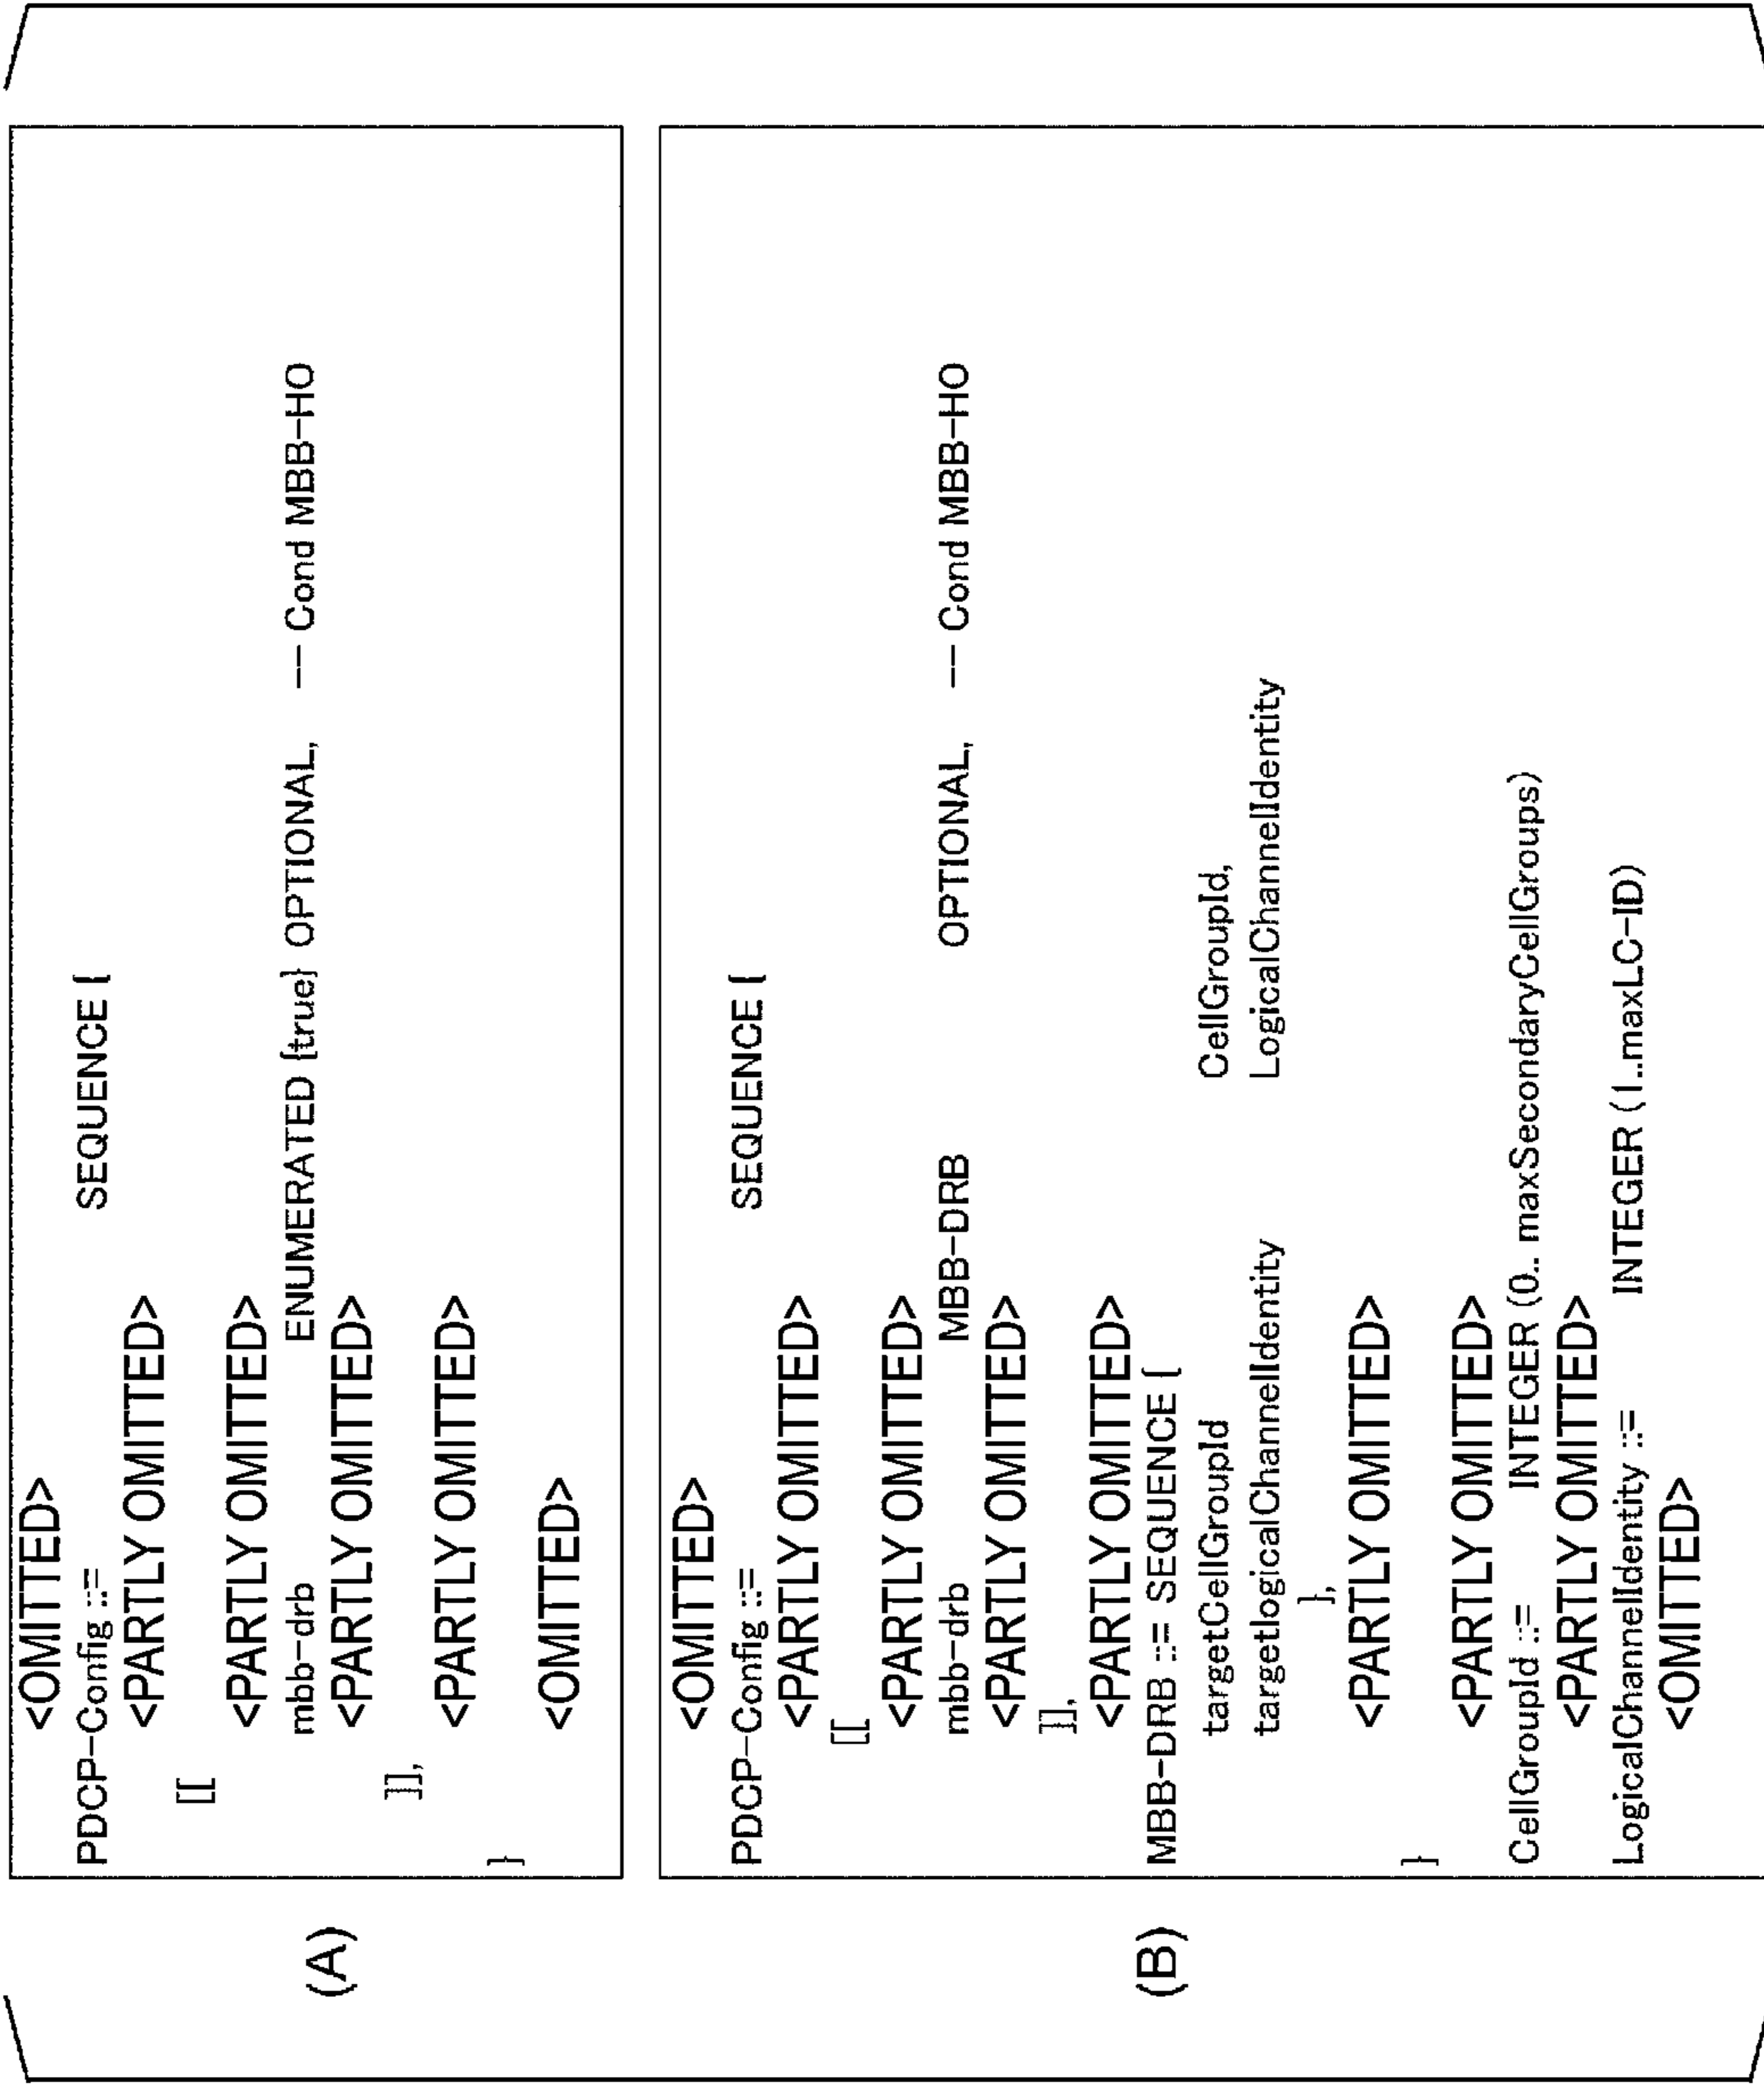 (A)
<OMITTED>
PDCP-Config ::= SEQUENCE {
<PARTLY OMITTED>
[[
<PARTLY OMITTED>
mbb-drb ENUMERATED {true} OPTIONAL, -- Cond MBB-HO
<PARTLY OMITTED>
]],
<PARTLY OMITTED>
}
<OMITTED>
(B)
<OMITTED>
PDCP-Config ::= SEQUENCE {
<PARTLY OMITTED>
[[
<PARTLY OMITTED>
mbb-drb MBB-DRB OPTIONAL, -- Cond MBB-HO
<PARTLY OMITTED>
]],
<PARTLY OMITTED>
MBB-DRB ::= SEQUENCE {
targetCellGroupId CellGroupId,
targetlogicalChannelIdentity LogicalChannelIdentity
},
<PARTLY OMITTED>
}
<PARTLY OMITTED>
CellGroupId ::= INTEGER (0.. maxSecondaryCellGroups)
<PARTLY OMITTED>
LogicalChannelIdentity ::= INTEGER (1..maxLC-ID)
<OMITTED>